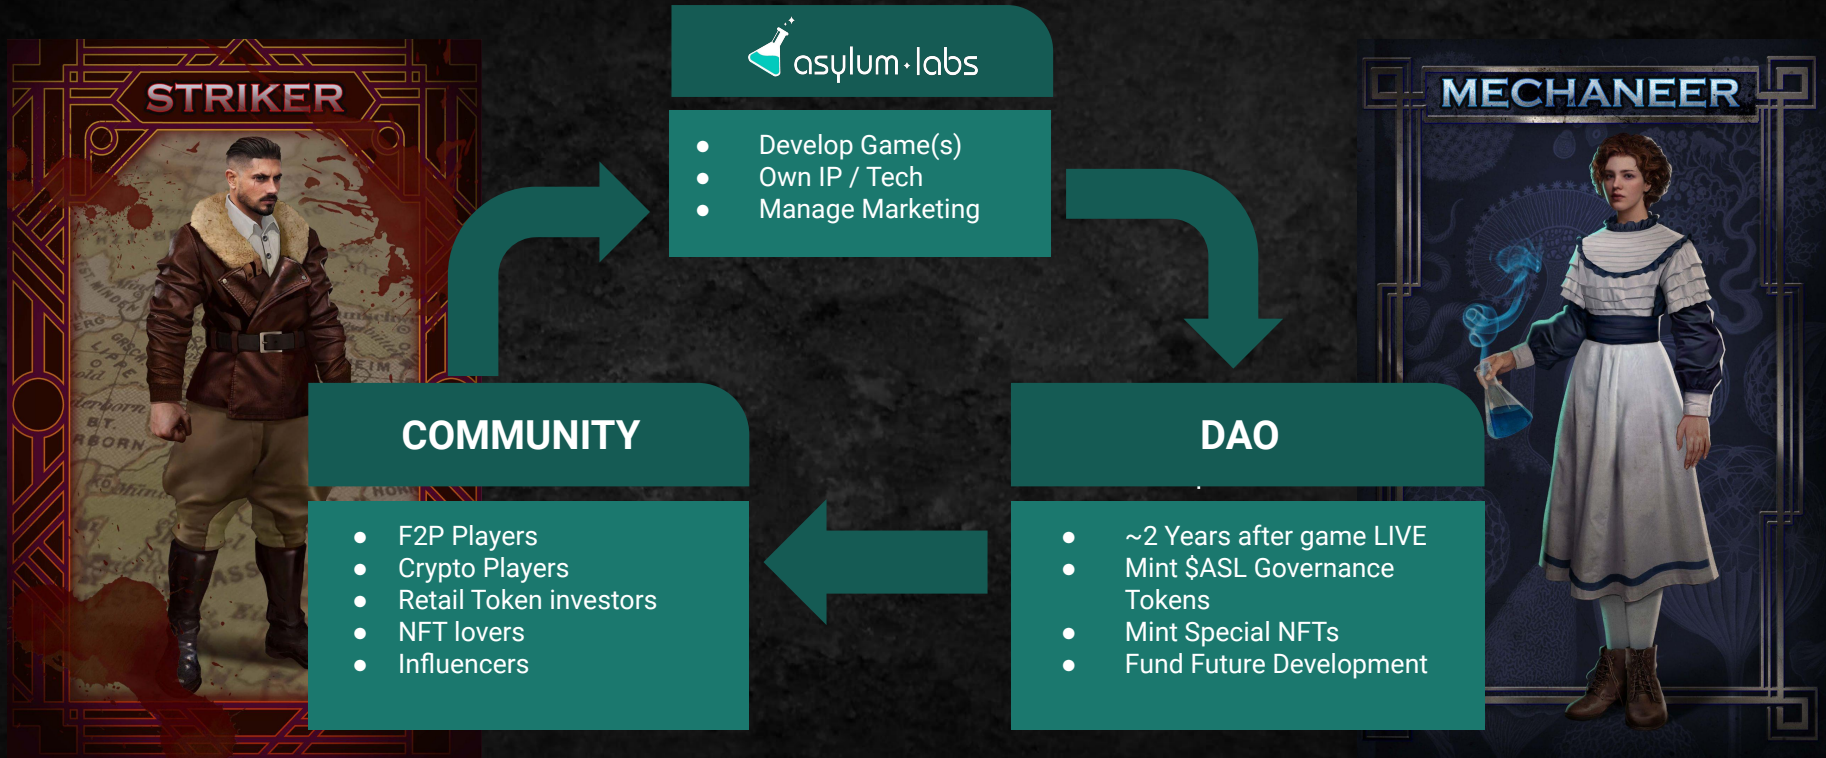 STRIKER
asylum·labs
MECHANEER
● Develop Game(s)
● Own IP / Tech
● Manage Marketing
COMMUNITY
● F2P Players
● Crypto Players
● Retail Token investors
● NFT lovers
● Influencers
DAO
● ~2 Years after game LIVE
● Mint $ASL Governance
Tokens
● Mint Special NFTs
● Fund Future Development